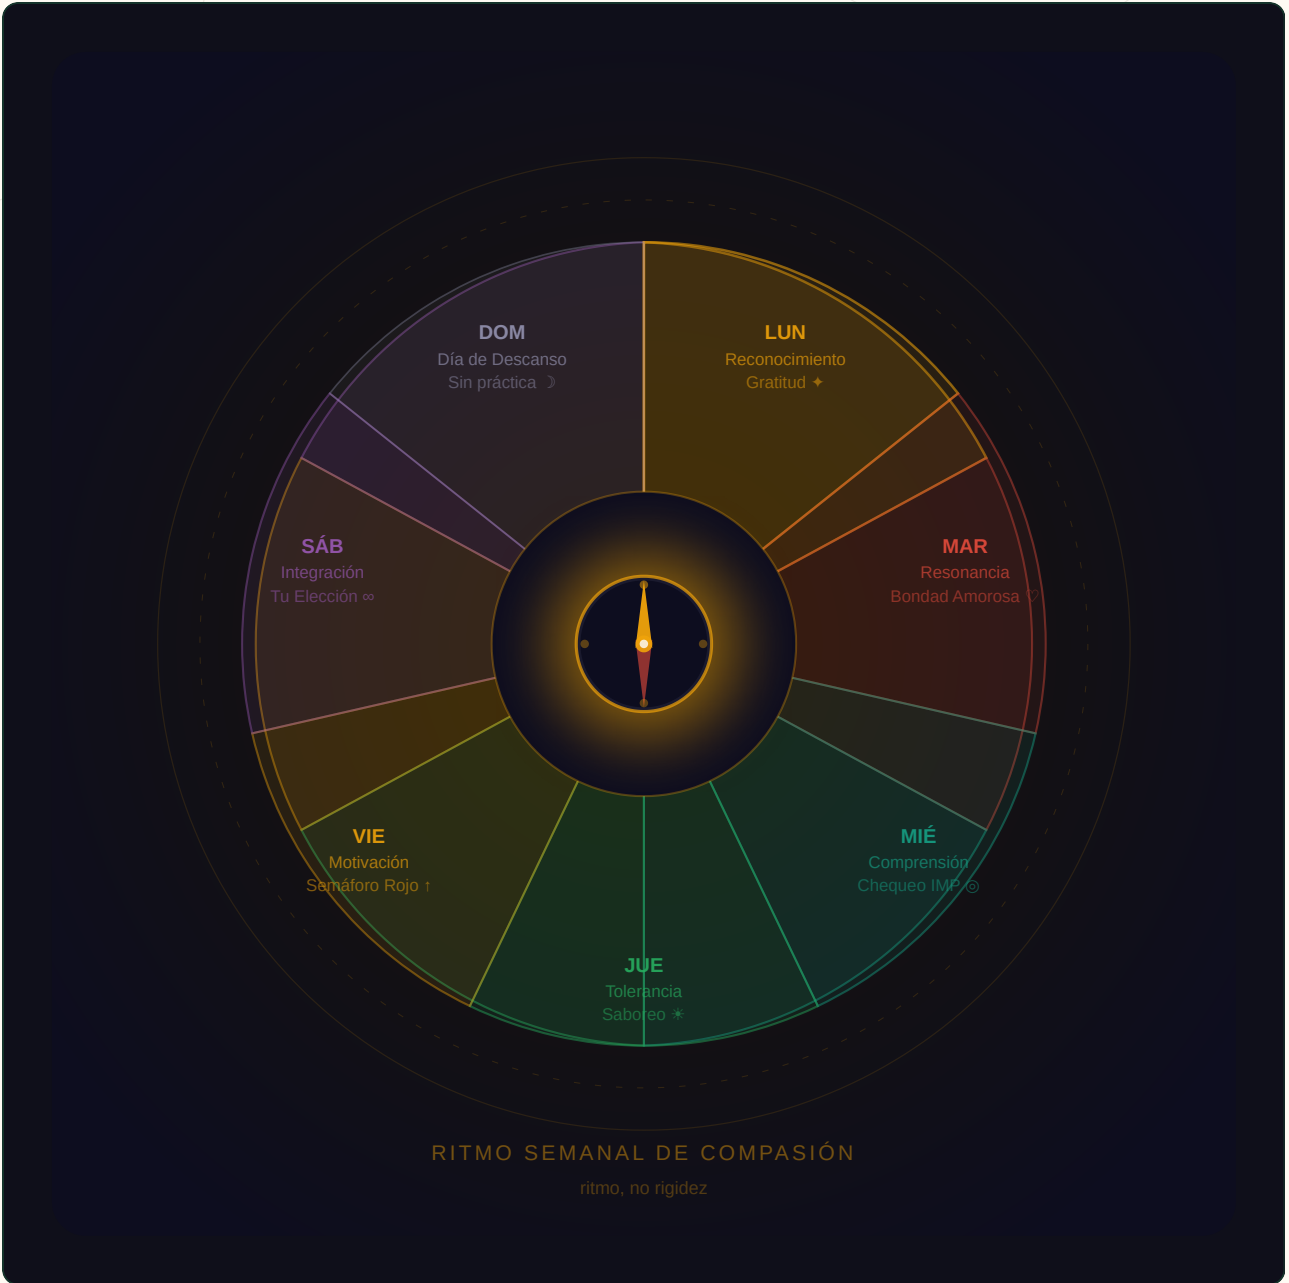 DOM
Día de Descanso
Sin práctica ☽
LUN
Reconocimiento
Gratitud ✦
SÁB
Integración
Tu Elección ∞
MAR
Resonancia
Bondad Amorosa ♡
VIE
Motivación
Semáforo Rojo ↑
MIÉ
Comprensión
Chequeo IMP ◎
JUE
Tolerancia
Saboreo ☀
RITMO SEMANAL DE COMPASIÓN
ritmo, no rigidez